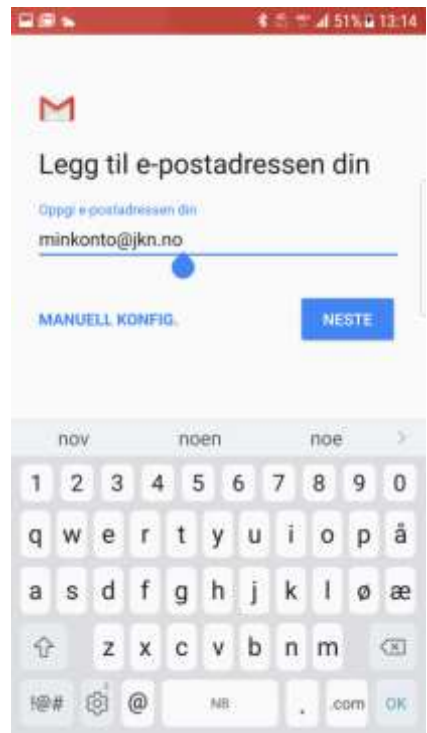 51% 13:14
Legg til e-postadressen din
Oppgi e-postadressen din
minkonto@jkn.no
MANUELL KONFIG. NESTE
nov noen noe
1 2 3 4 5 6 7 8 9 0
q w e r t y u i o p å
a s d f g h j k l ø æ
z x c v b n m
!@# @ NB . .com OK